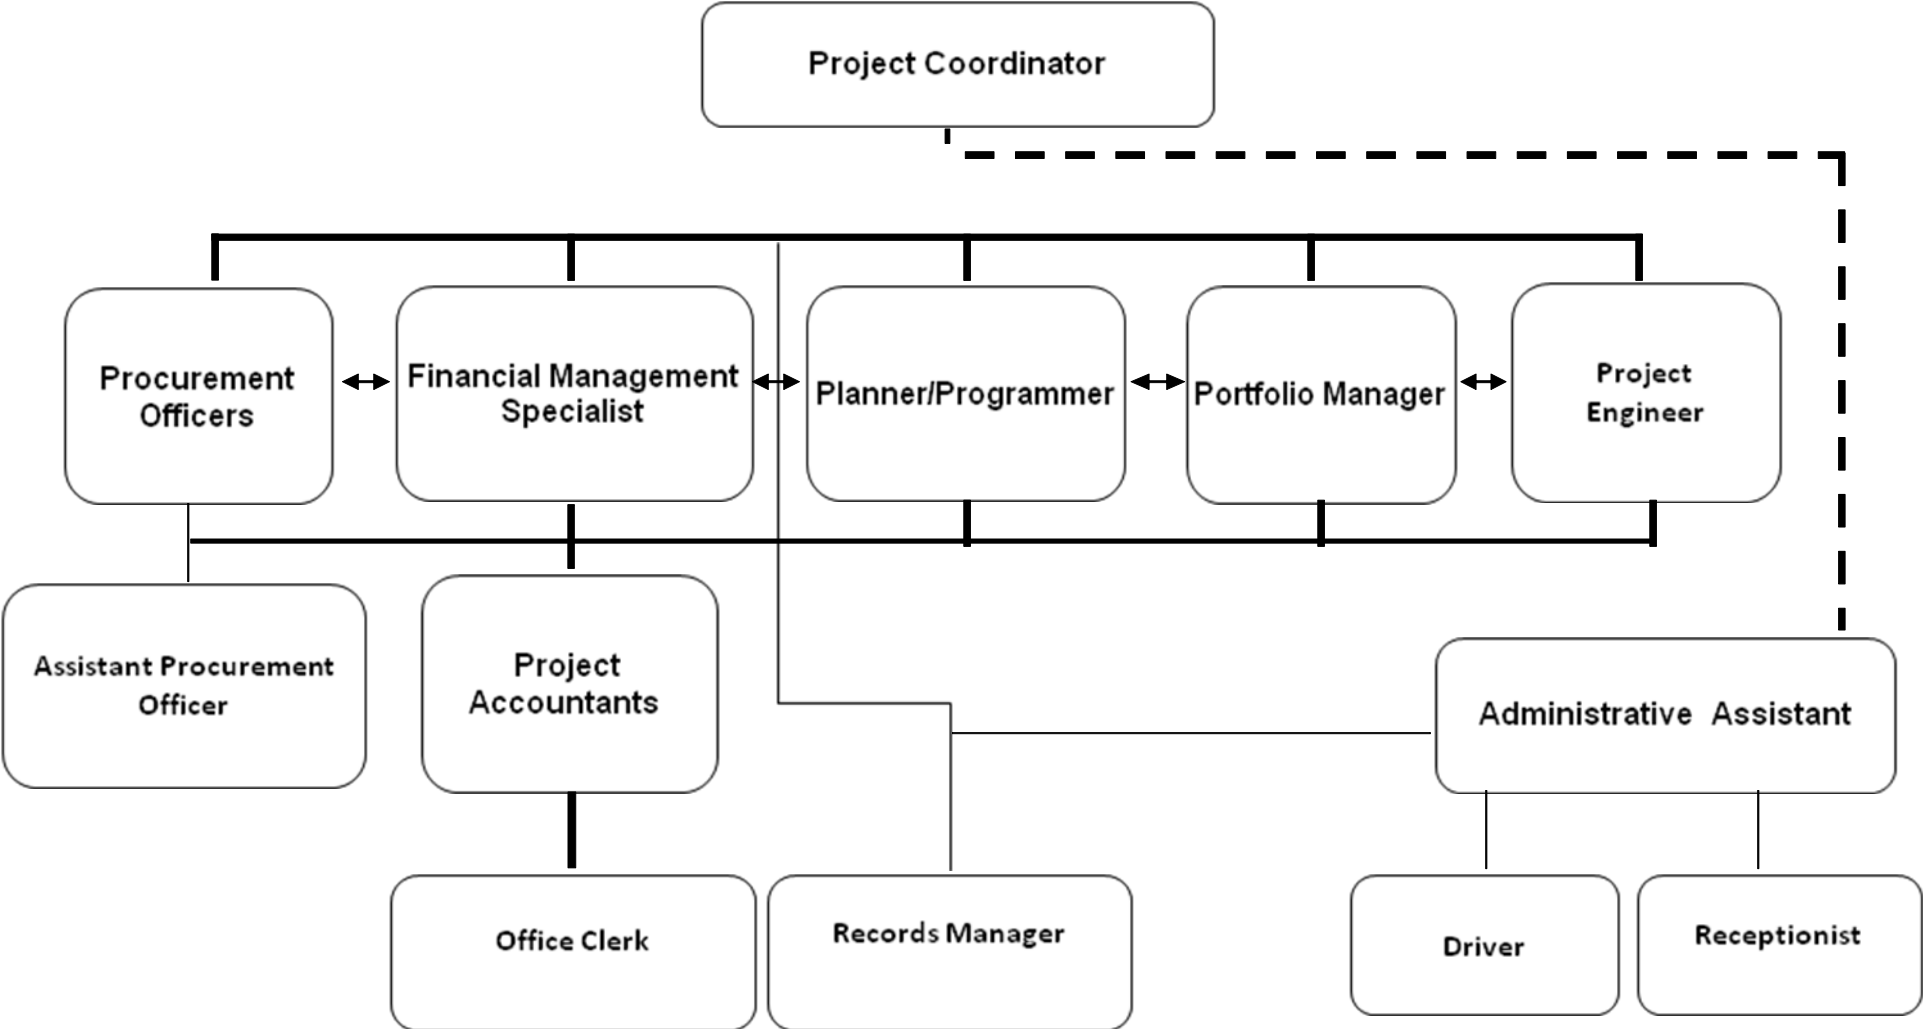 Project Coordinator
Procurement
Officers
Financial Management
Specialist
Planner/Programmer
Portfolio Manager
Project
Engineer
Assistant Procurement
Officer
Project
Accountants
Administrative Assistant
Office Clerk
Records Manager
Driver
Receptionist